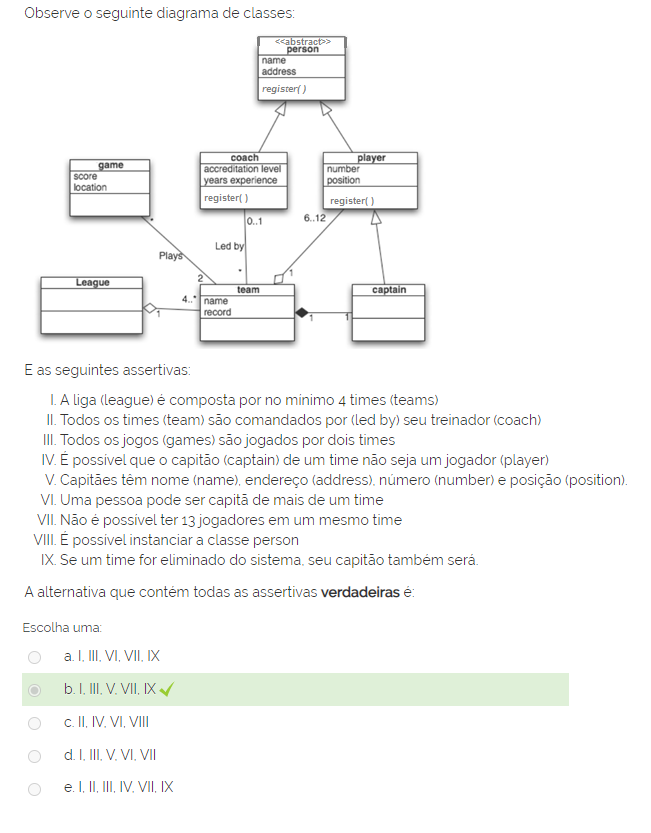 Observe o seguinte diagrama de classes:
<<abstract>>
person
name
address
register( )
game
score
location
coach
accreditation level
years experience
register( )
player
number
position
register( )
0..1
6..12
Led by
Plays
*
*
2
1
League
1
4..*
team
name
record
1
1
captain
E as seguintes assertivas:
I. A liga (league) é composta por no mínimo 4 times (teams)
II. Todos os times (team) são comandados por (led by) seu treinador (coach)
III. Todos os jogos (games) são jogados por dois times
IV. É possível que o capitão (captain) de um time não seja um jogador (player)
V. Capitães têm nome (name), endereço (address), número (number) e posição (position).
VI. Uma pessoa pode ser capitã de mais de um time
VII. Não é possível ter 13 jogadores em um mesmo time
VIII. É possível instanciar a classe person
IX. Se um time for eliminado do sistema, seu capitão também será.
A alternativa que contém todas as assertivas verdadeiras é:
Escolha uma:
a. I, III, VI, VII, IX
b. I, III, V, VII, IX
c. II, IV, VI, VIII
d. I, III, V, VI, VII
e. I, II, III, IV, VII, IX